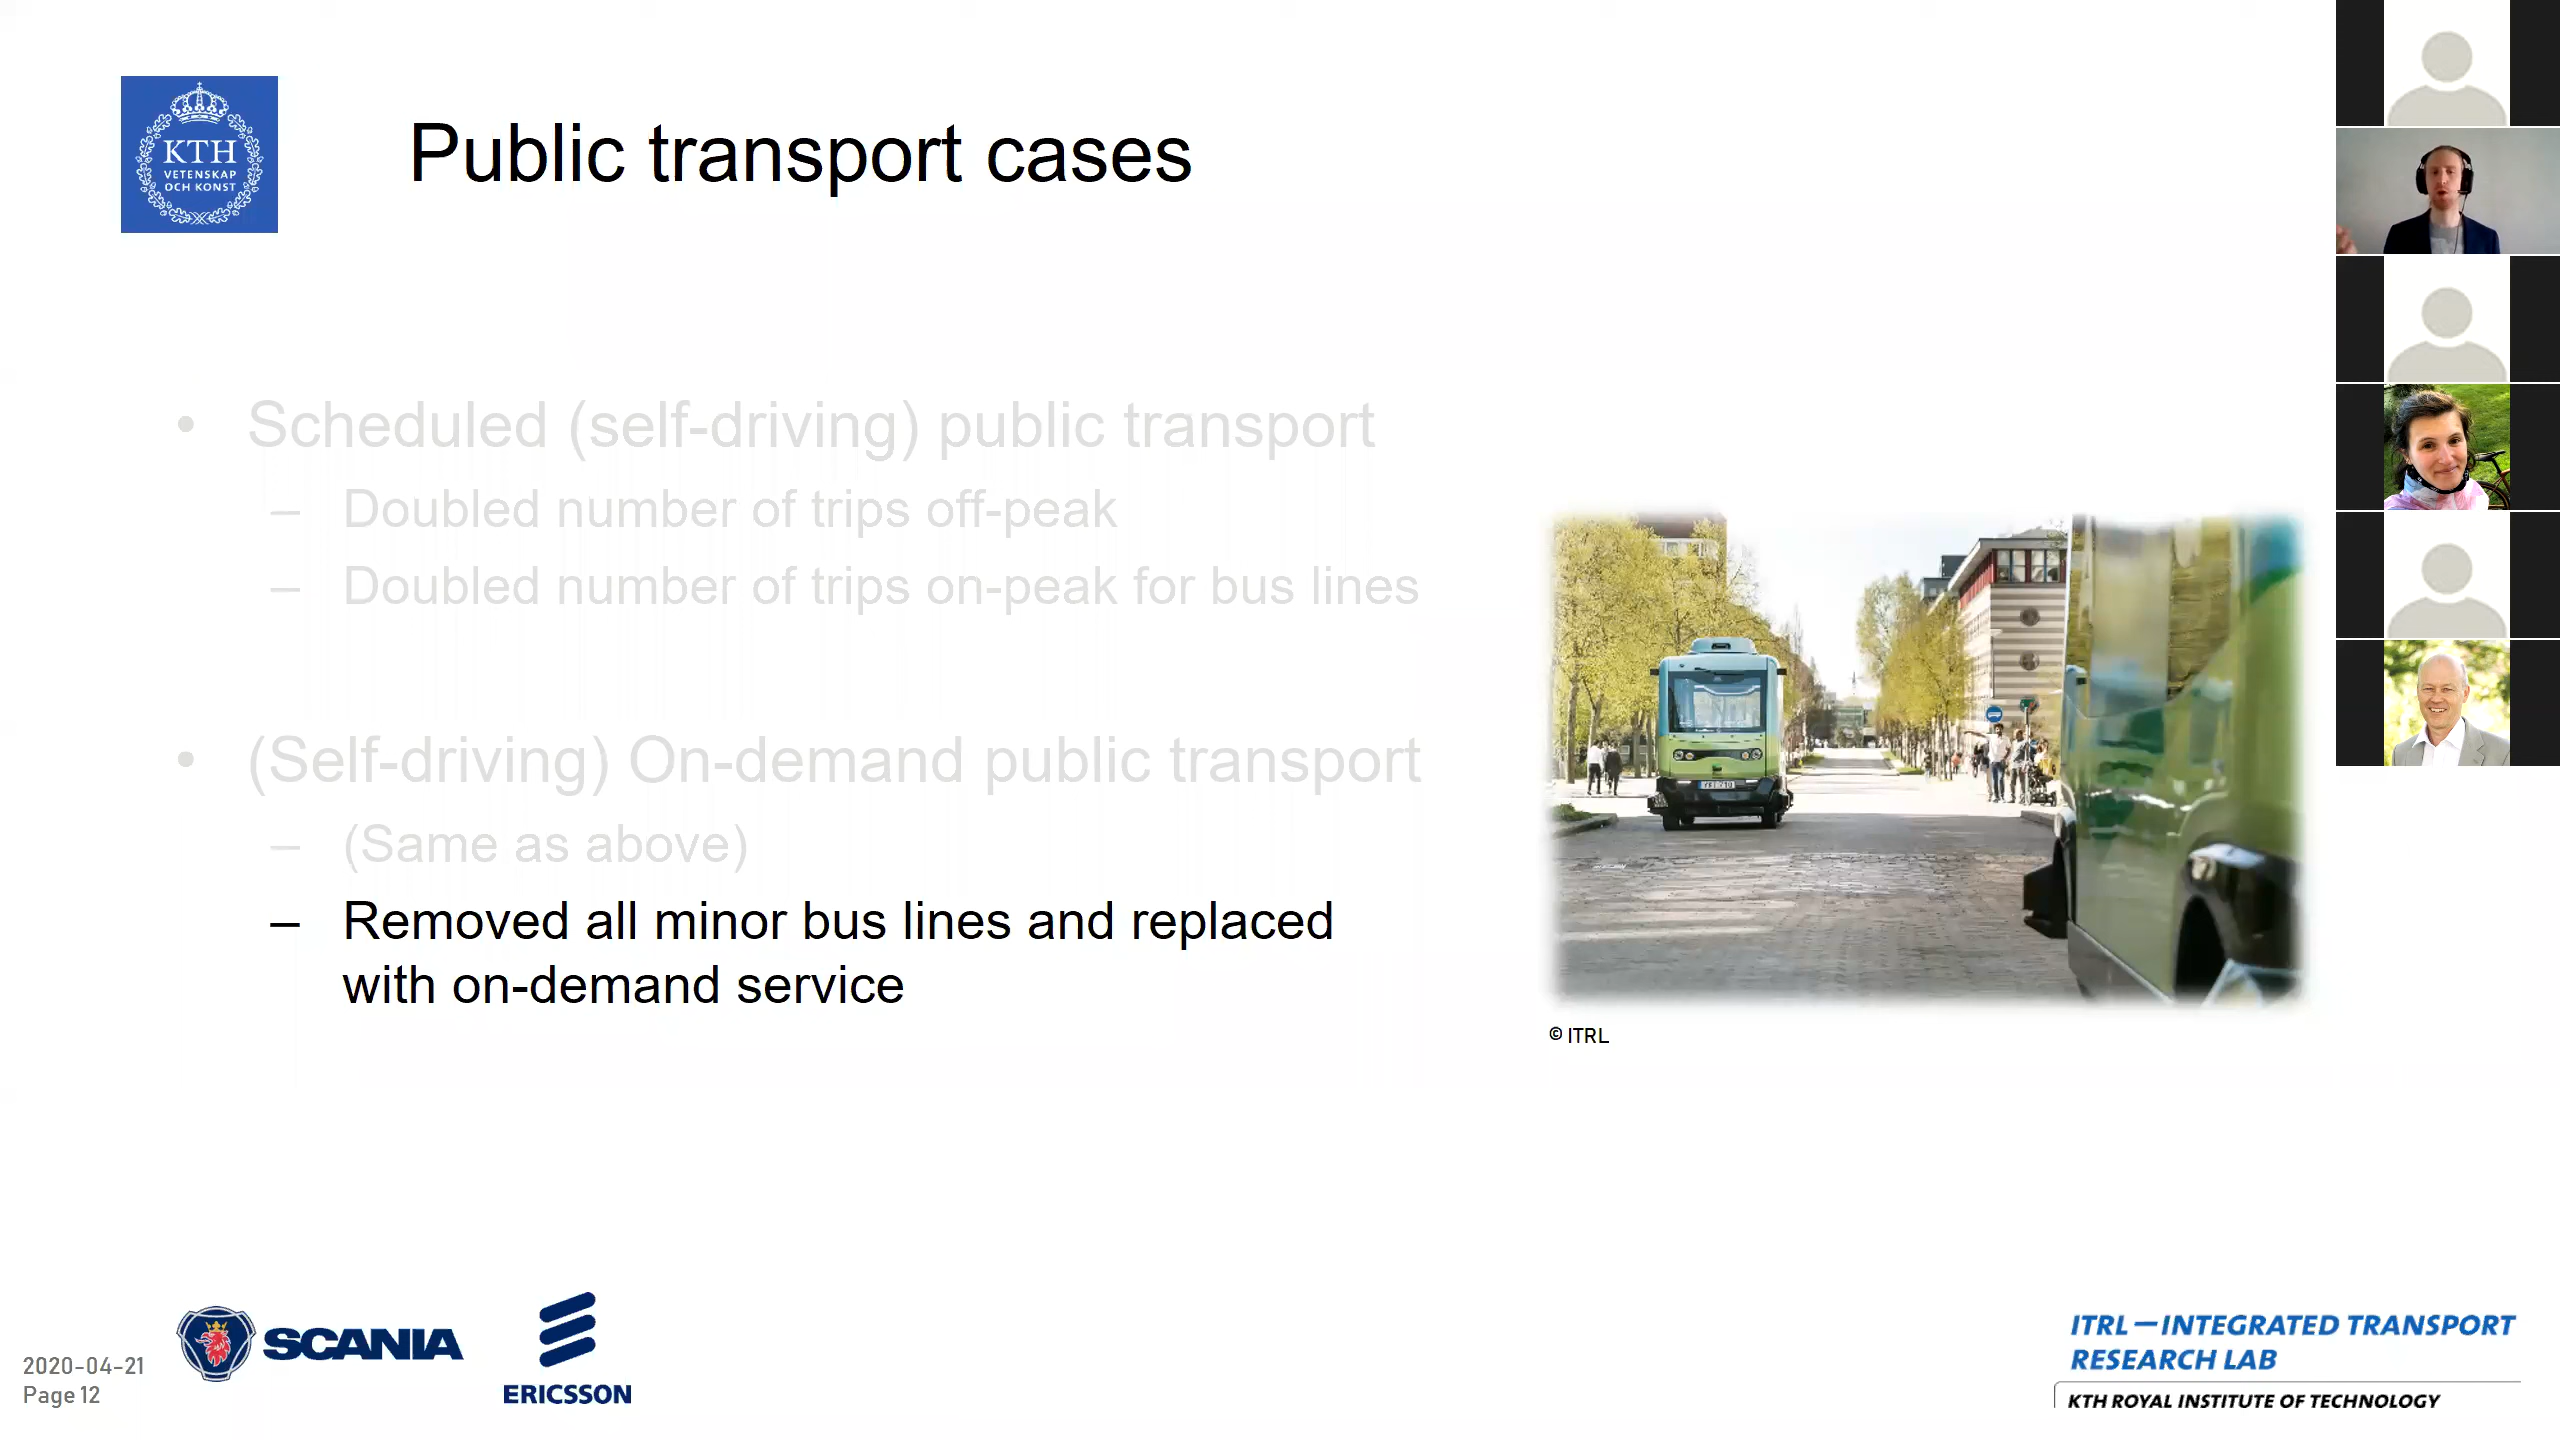 KTH
VETENSKAP
OCH KONST
Public transport cases
• Scheduled (self-driving) public transport
– Doubled number of trips off-peak
– Doubled number of trips on-peak for bus lines
• (Self-driving) On-demand public transport
– (Same as above)
– Removed all minor bus lines and replaced
with on-demand service
© ITRL
2020-04-21
Page 12
SCANIA
ERICSSON
ITRL – INTEGRATED TRANSPORT
RESEARCH LAB
KTH ROYAL INSTITUTE OF TECHNOLOGY